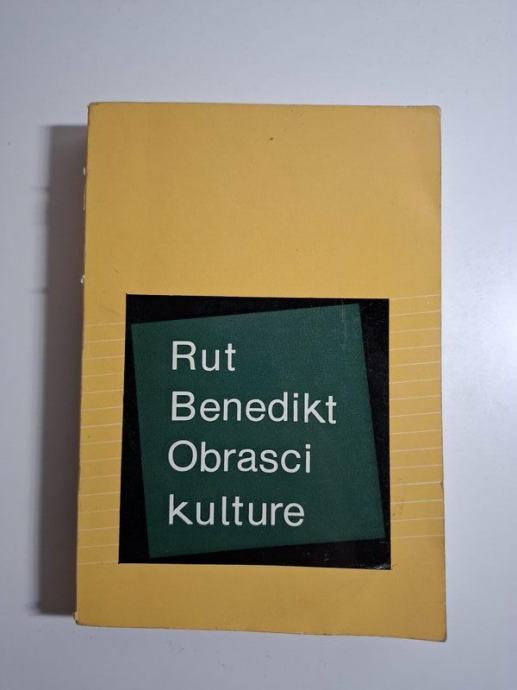 Rut
Benedikt
Obrasci
kulture